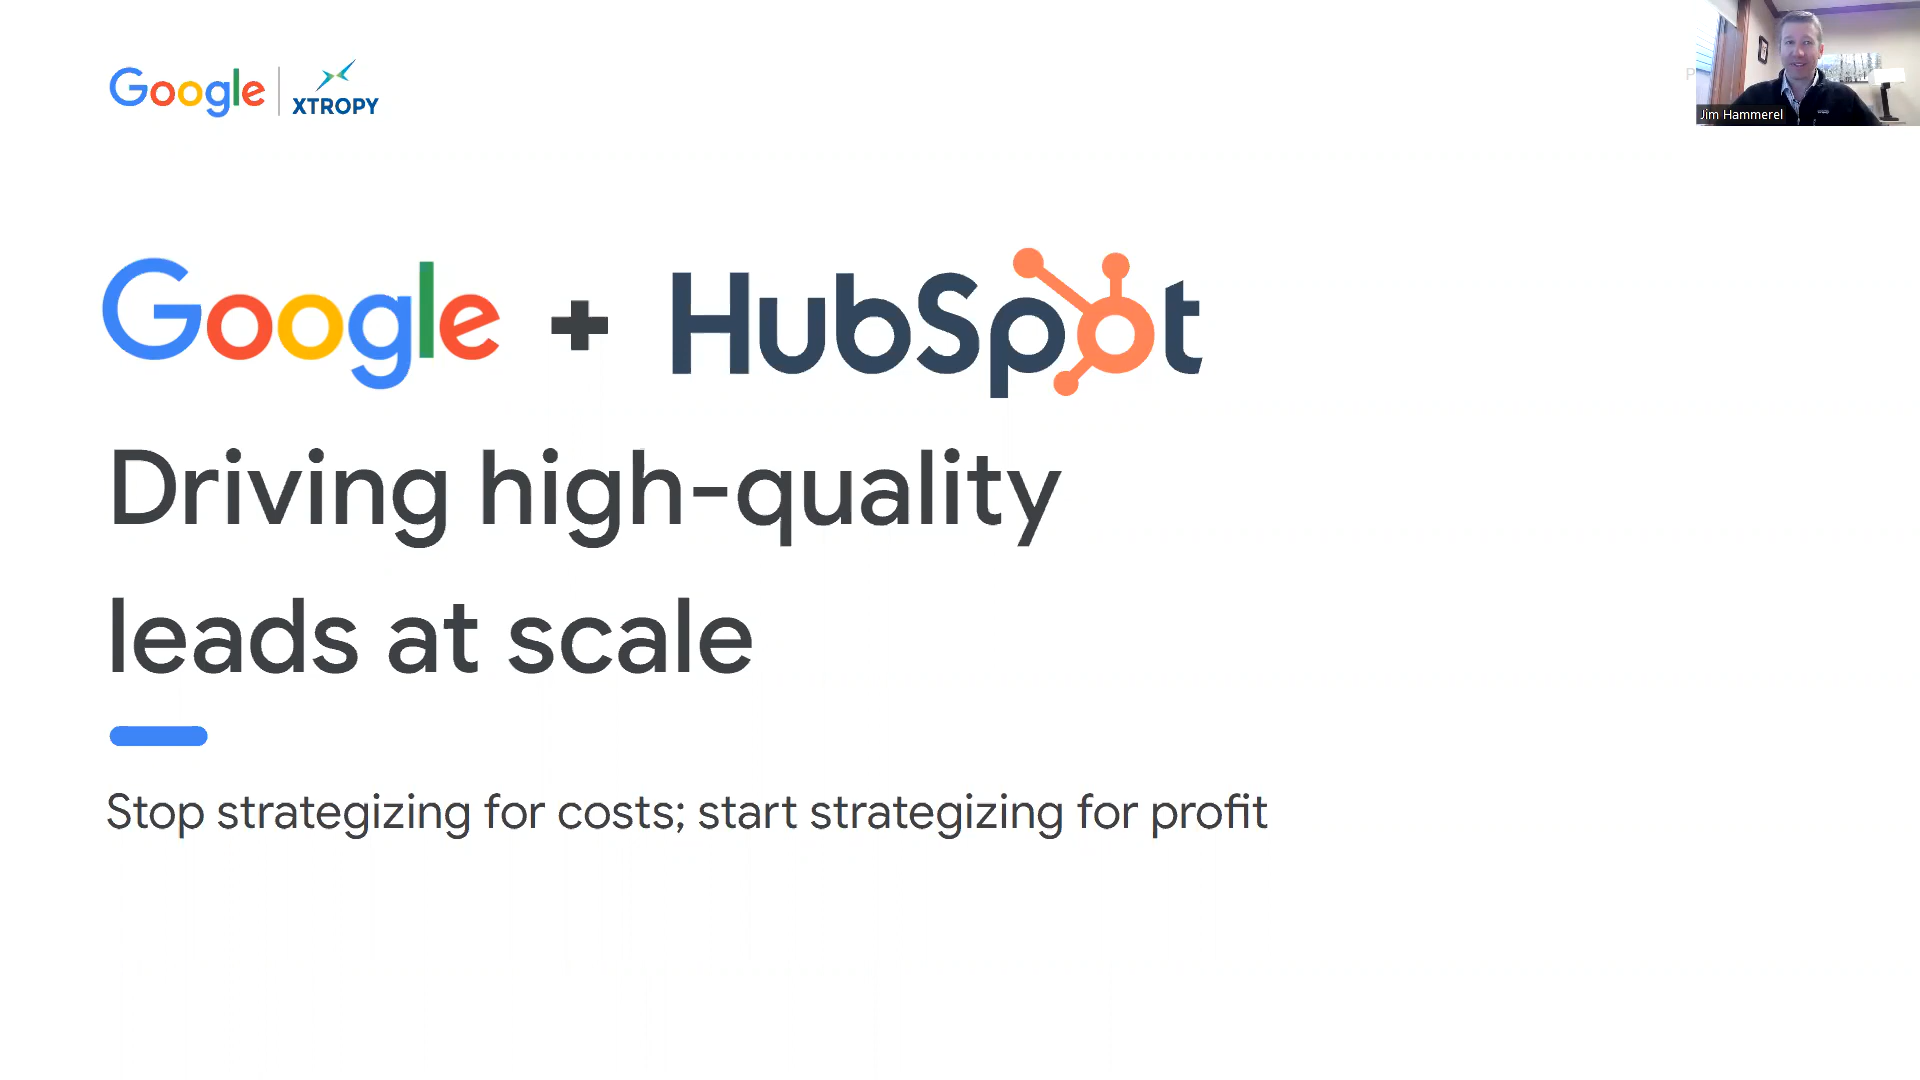 Google | XTROPY
Jim Hammerel
Google + HubSpot
Driving high-quality
leads at scale
Stop strategizing for costs; start strategizing for profit